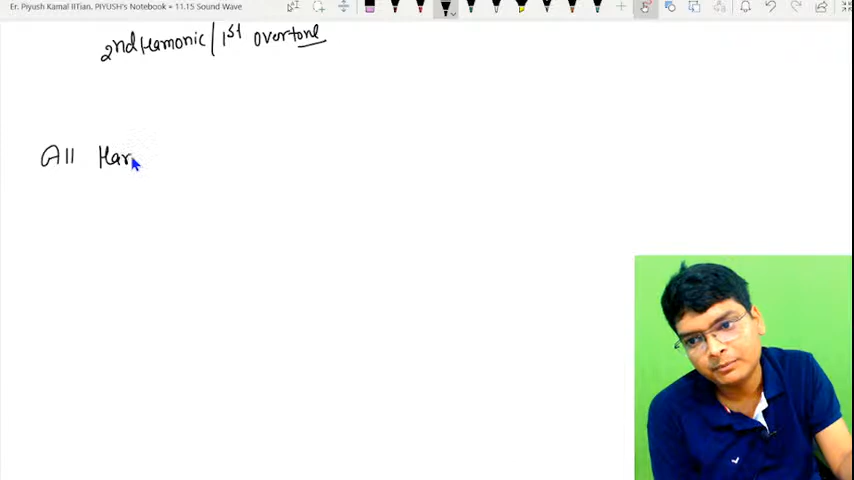 Er. Piyush Kamal IITian. PIYUSH's Notebook = 11.15 Sound Wave
2nd Harmonic / 1st overtone
All Har